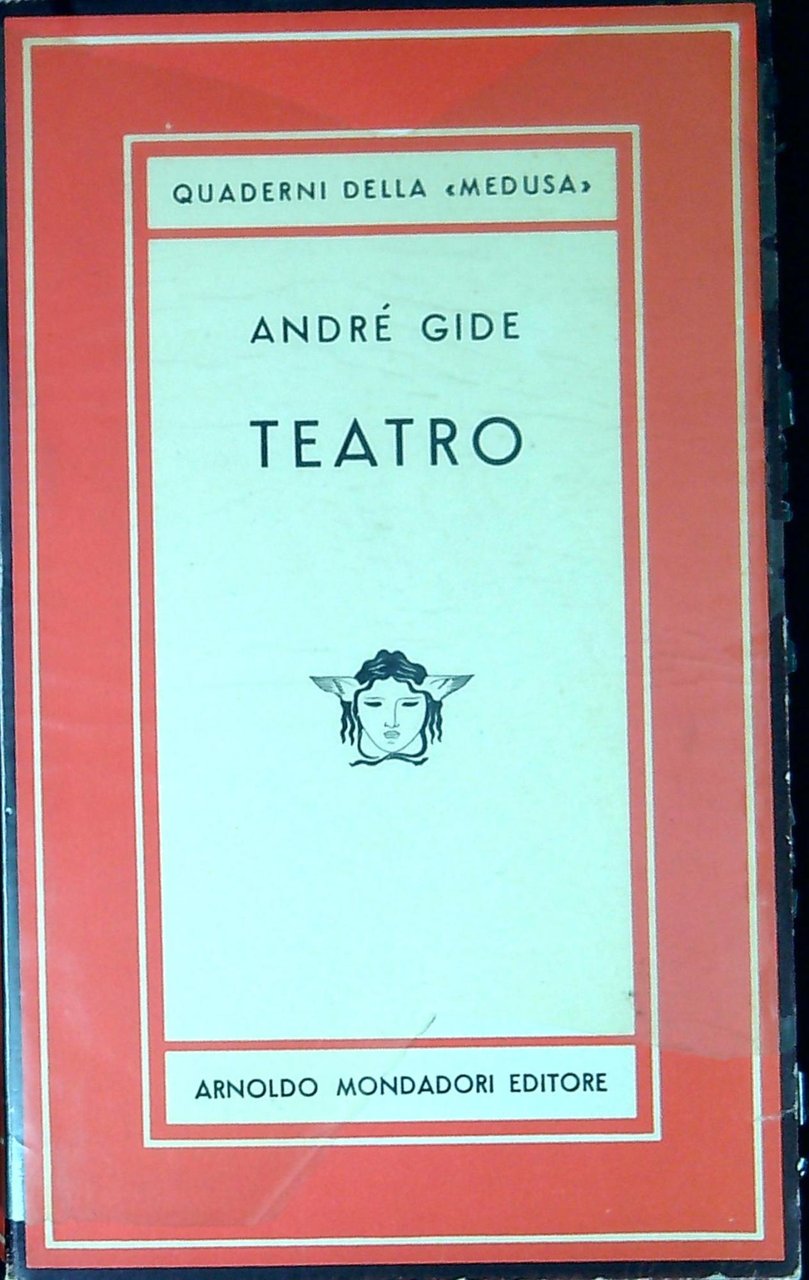 QUADERNI DELLA «MEDUSA»
ANDRÉ GIDE
TEATRO
ARNOLDO MONDADORI EDITORE